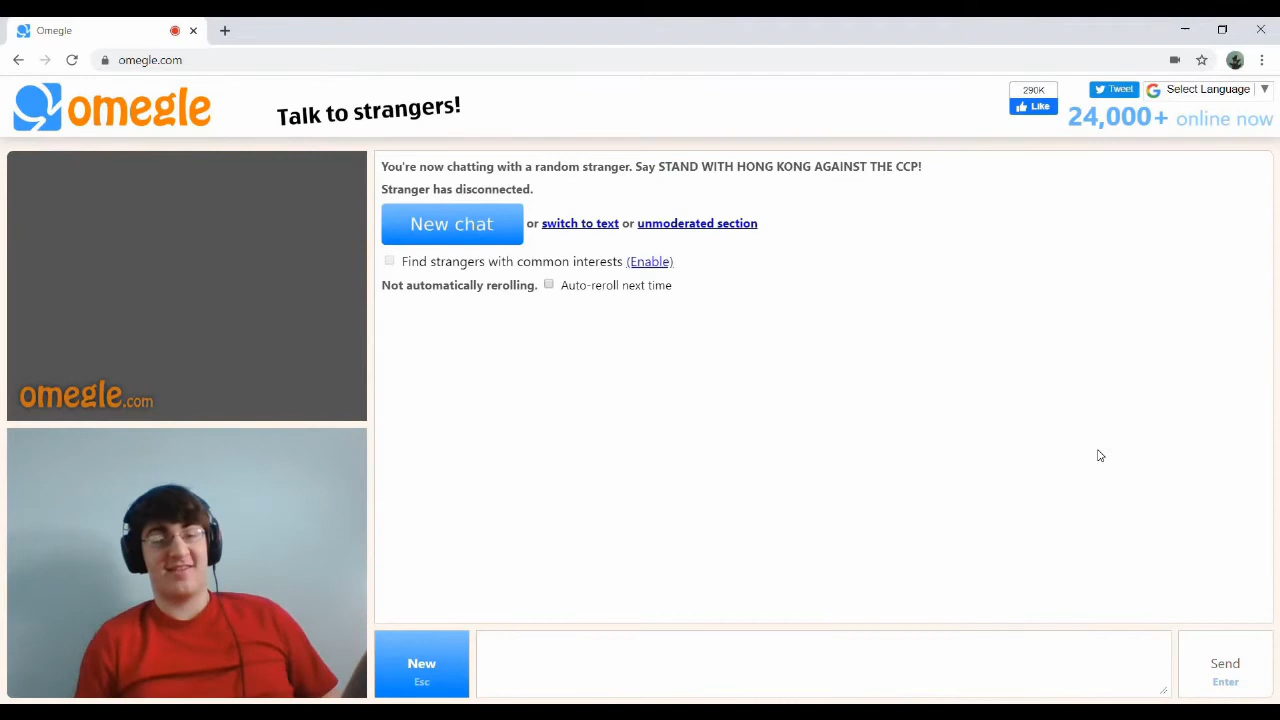 Omegle
omegle.com
omegle
Talk to strangers!
290K
Like
Tweet
Select Language
24,000+ online now
You're now chatting with a random stranger. Say STAND WITH HONG KONG AGAINST THE CCP!
Stranger has disconnected.
New chat or switch to text or unmoderated section
Find strangers with common interests (Enable)
Not automatically rerolling. Auto-reroll next time
omegle.com
New
Esc
Send
Enter